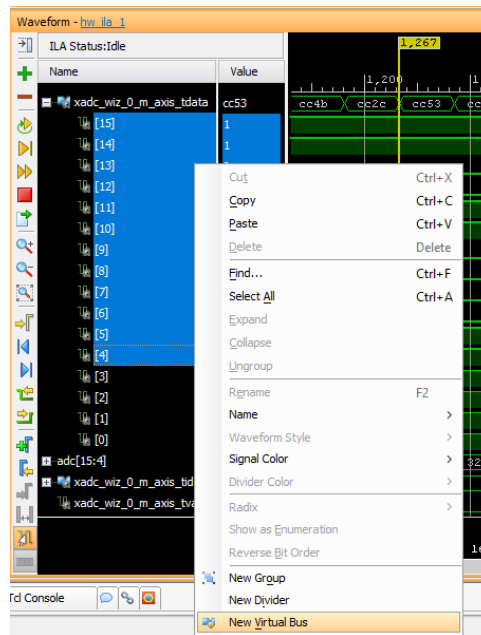 Waveform - hw_ila_1
ILA Status:Idle
1,267
Name Value
1,200
xadc_wiz_0_m_axis_tdata cc53 cc4b cc2c cc53
[15] 1
[14] 1
[13]
[12]
[11]
[10]
[9]
[8]
[7]
[6]
[5]
[4]
[3]
[2]
[1]
[0]
adc[15:4]
xadc_wiz_0_m_axis_tid
xadc_wiz_0_m_axis_tva
Cut Ctrl+X
Copy Ctrl+C
Paste Ctrl+V
Delete Delete
Find... Ctrl+F
Select All Ctrl+A
Expand
Collapse
Ungroup
Rename F2
Name
Waveform Style
Signal Color
Divider Color
Radix
Show as Enumeration
Reverse Bit Order
New Group
New Divider
New Virtual Bus
Tcl Console